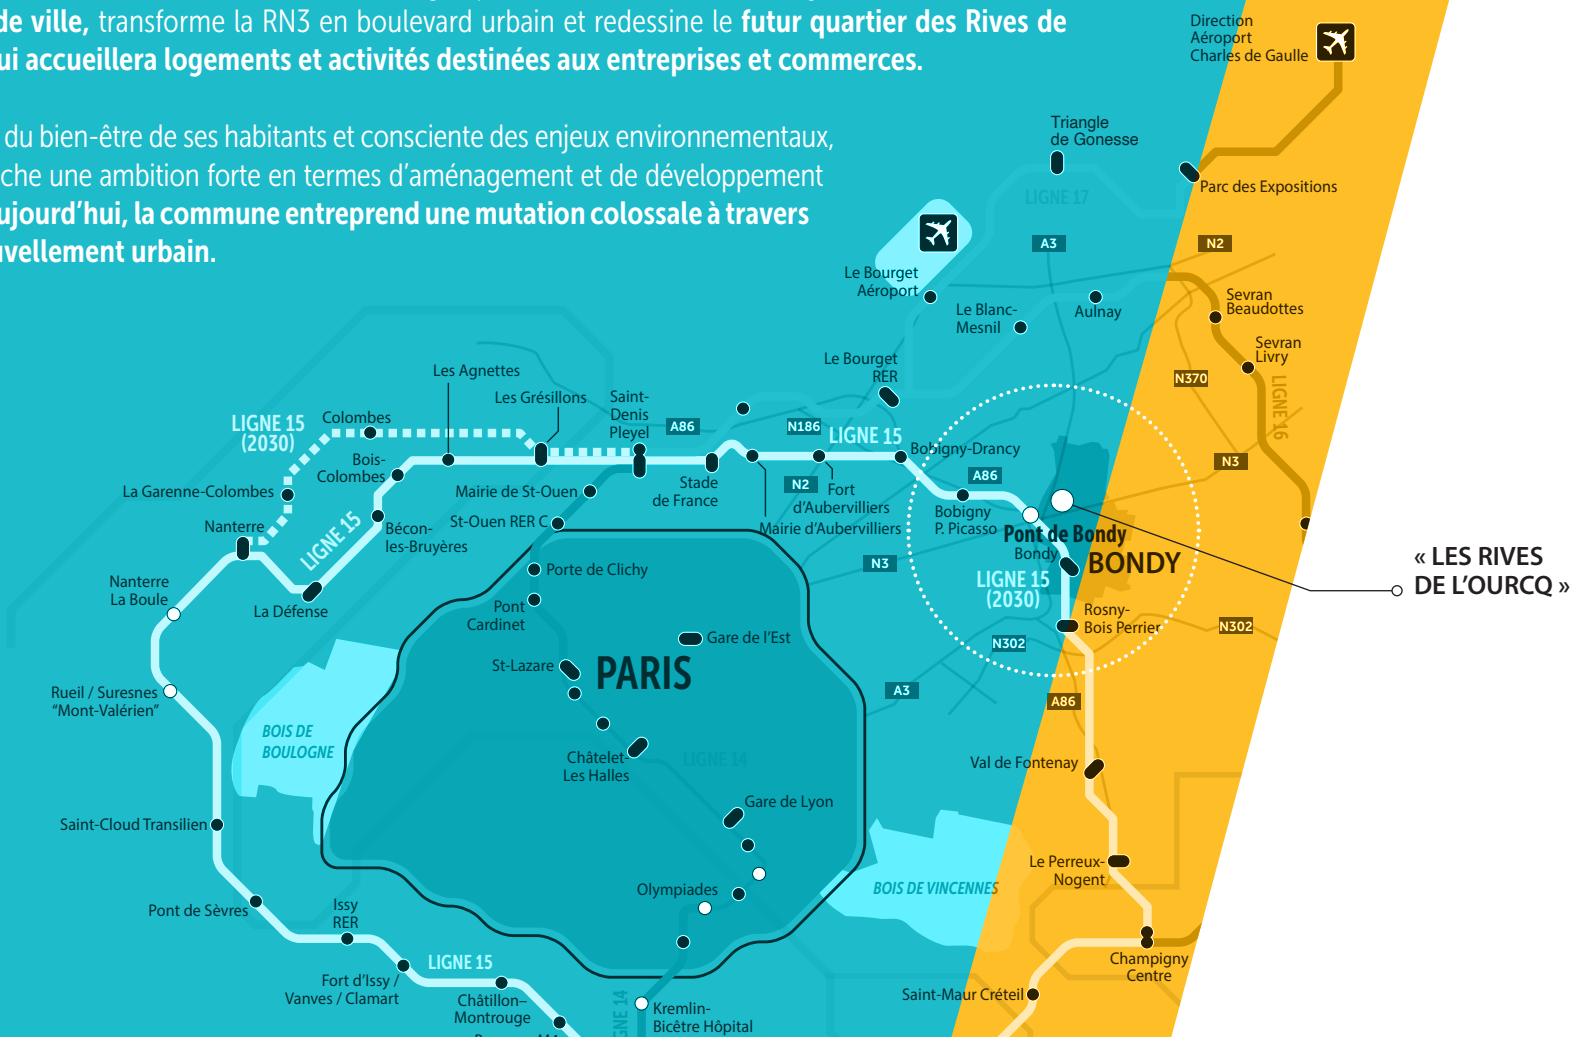 de ville, transforme la RN3 en boulevard urbain et redessine le futur quartier des Rives de
ui accueillera logements et activités destinées aux entreprises et commerces.
du bien-être de ses habitants et consciente des enjeux environnementaux,
che une ambition forte en termes d'aménagement et de développement
ujourd'hui, la commune entreprend une mutation colossale à travers
uvellement urbain.
Direction
Aéroport
Charles de Gaulle
Triangle
de Gonesse
LIGNE 17
Parc des Expositions
A3
N2
Le Bourget
Aéroport
Le Blanc-
Mesnil
Aulnay
Sevran
Beaudottes
Sevran
Livry
N370
LIGNE 16
Le Bourget
RER
Les Agnettes
Les Grésillons
Saint-
Denis
Pleyel
LIGNE 15
(2030)
Colombes
A86
N186
LIGNE 15
Bobigny-Drancy
N3
Bois-
Colombes
La Garenne-Colombes
Mairie de St-Ouen
Stade
de France
N2
Fort
d'Aubervilliers
A86
Nanterre
LIGNE 15
Bécon-
les-Bruyères
St-Ouen RER C
Mairie d'Aubervilliers
Bobigny
P. Picasso
Pont de Bondy
Bondy
BONDY
« LES RIVES
DE L'OURCQ »
N3
LIGNE 15
(2030)
Nanterre
La Boule
La Défense
Porte de Clichy
Pont
Cardinet
Gare de l'Est
Rosny-
Bois Perrier
N302
N302
St-Lazare
PARIS
A3
A86
Rueil / Suresnes
“Mont-Valérien”
BOIS DE
BOULOGNE
Châtelet-
Les Halles
LIGNE 14
Val de Fontenay
Gare de Lyon
Saint-Cloud Transilien
Le Perreux-
Nogent
Olympiades
BOIS DE VINCENNES
Pont de Sèvres
Issy
RER
LIGNE 15
Champigny
Centre
Fort d'Issy /
Vanves / Clamart
Châtillon–
Montrouge
GNE 14
Kremlin-
Bicêtre Hôpital
Saint-Maur Créteil